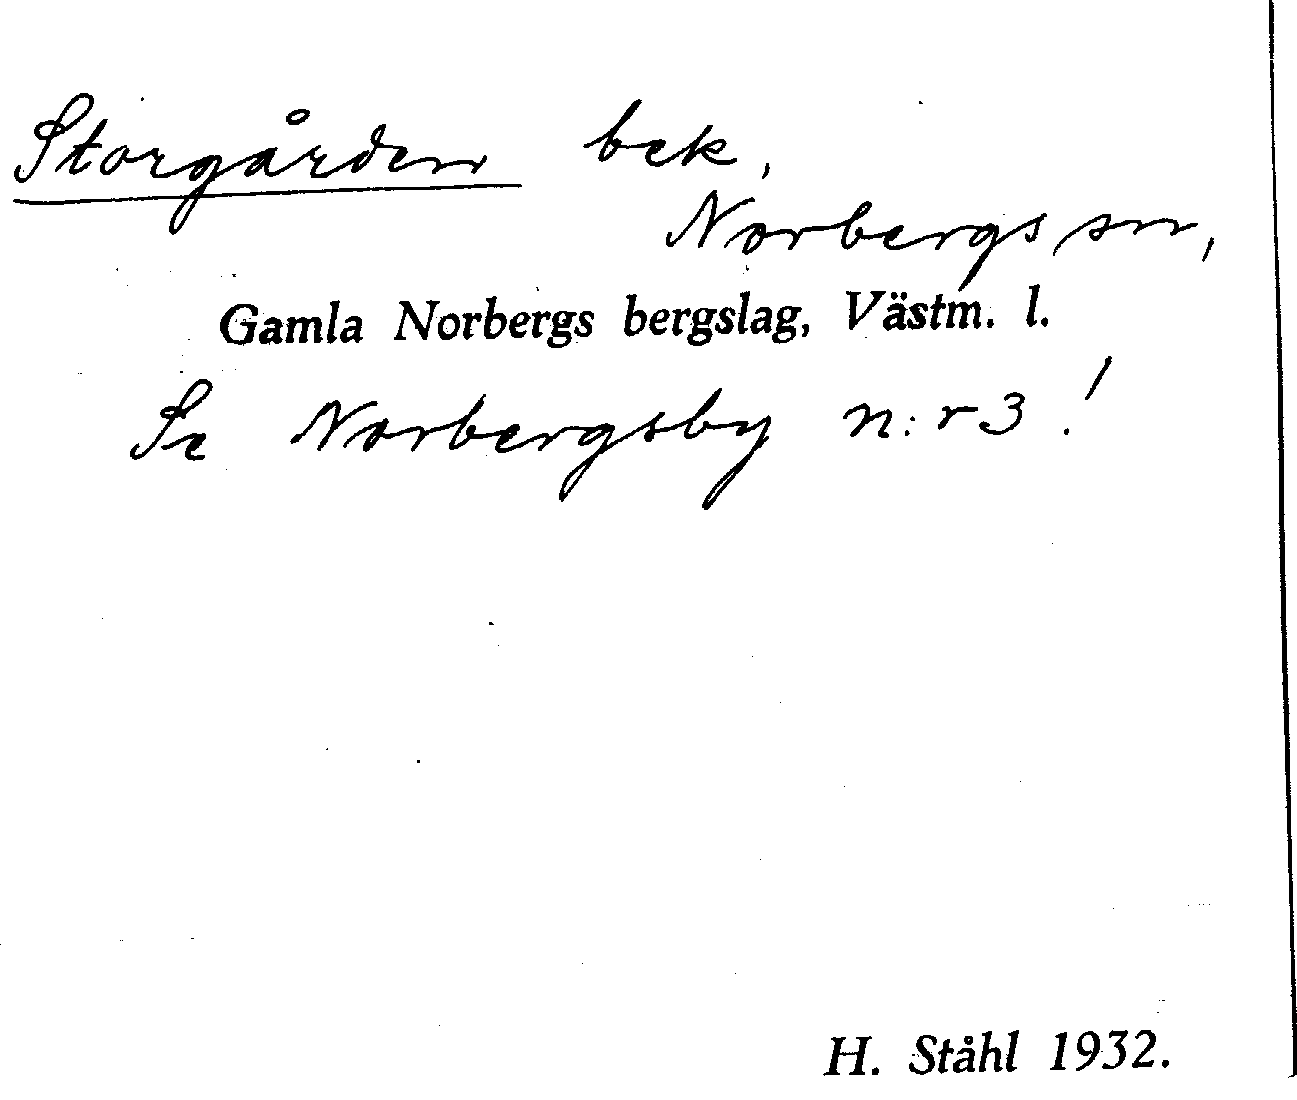 Storgården bek,
Norbergs sn,
Gamla Norbergs bergslag, Västm. l.
Se Norbergsby n:r 3!
H. Ståhl 1932.